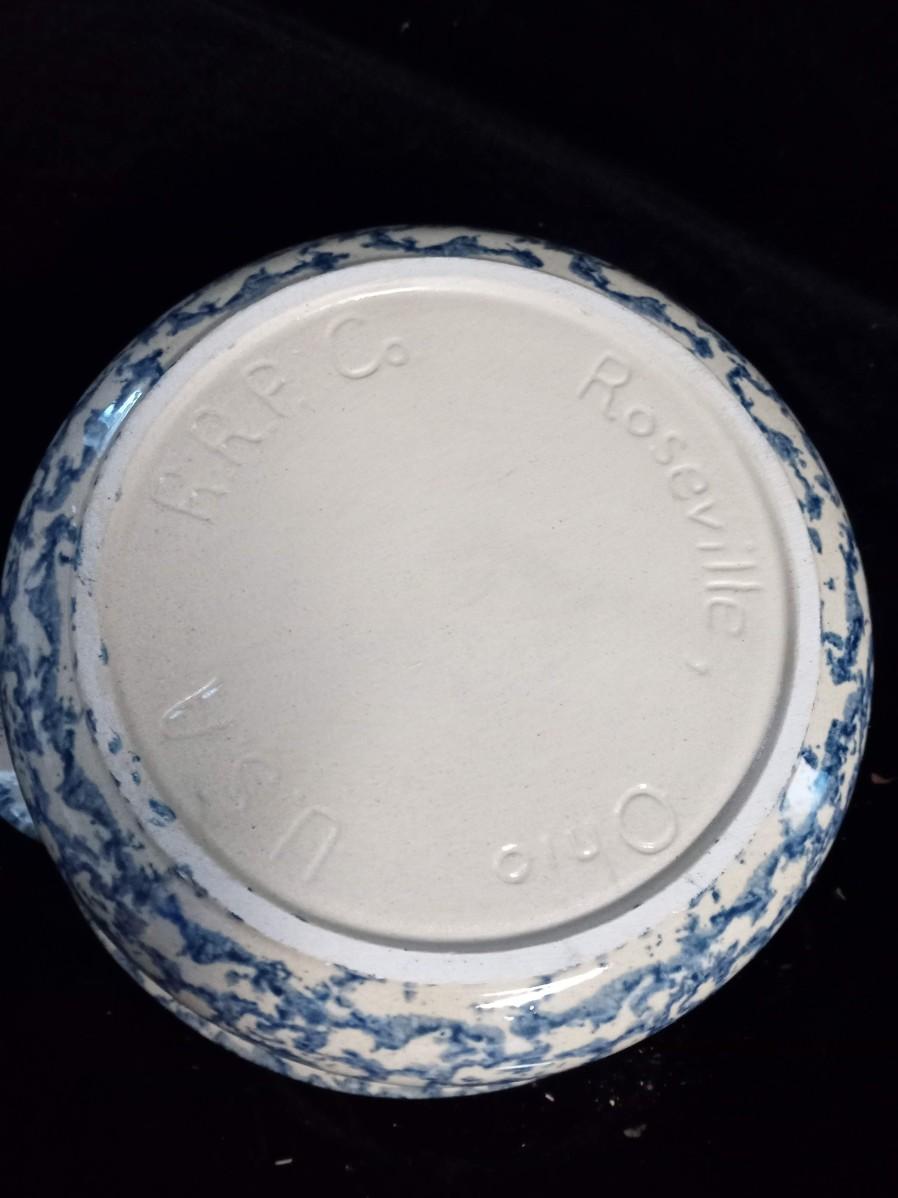 R.R.P. Co.
Roseville,
Ohio
U.S.A